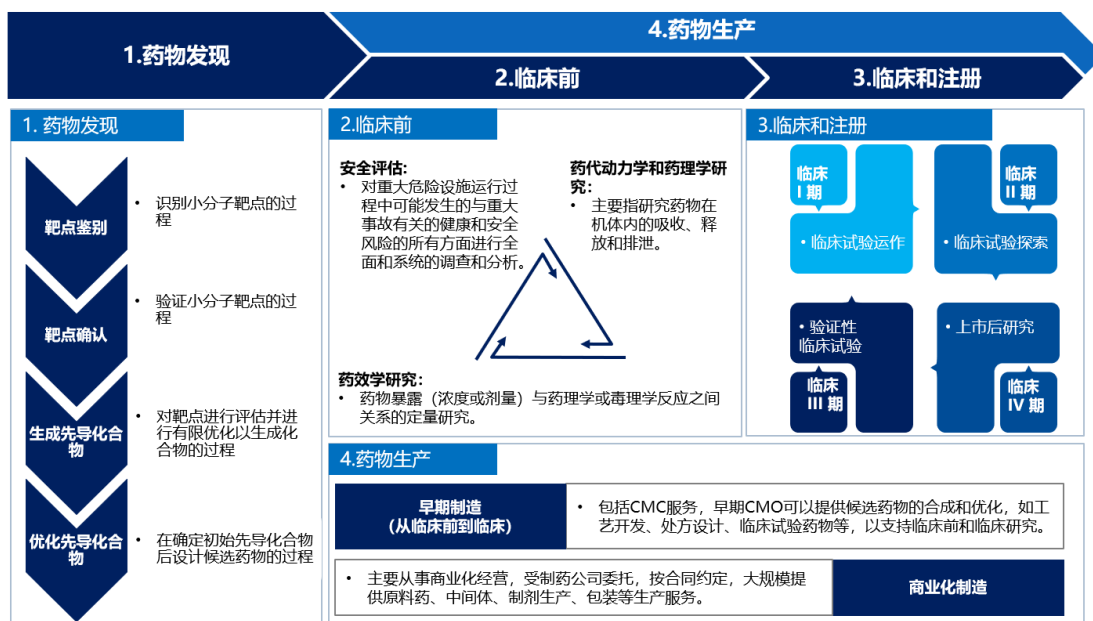 1.药物发现
4.药物生产
2.临床前
3.临床和注册
1. 药物发现
靶点鉴别
• 识别小分子靶点的过
程
靶点确认
• 验证小分子靶点的过
程
生成先导化合
物
• 对靶点进行评估并进
行有限优化以生成化
合物的过程
优化先导化合
物
• 在确定初始先导化合物
后设计候选药物的过程
2.临床前
安全评估：
• 对重大危险设施运行过
程中可能发生的与重大
事故有关的健康和安全
风险的所有方面进行全
面和系统的调查和分析。
药代动力学和药理学研
究：
• 主要指研究药物在
机体内的吸收、释
放和排泄。
药效学研究：
• 药物暴露（浓度或剂量）与药理学或毒理学反应之间
关系的定量研究。
3.临床和注册
临床
I 期
• 临床试验运作
临床
II 期
• 临床试验探索
• 验证性
临床试验
临床
III 期
• 上市后研究
临床
IV 期
4.药物生产
早期制造
（从临床前到临床）
• 包括CMC服务，早期CMO可以提供候选药物的合成和优化，如工
艺开发、处方设计、临床试验药物等，以支持临床前和临床研究。
• 主要从事商业化经营，受制药公司委托，按合同约定，大规模提
供原料药、中间体、制剂生产、包装等生产服务。
商业化制造